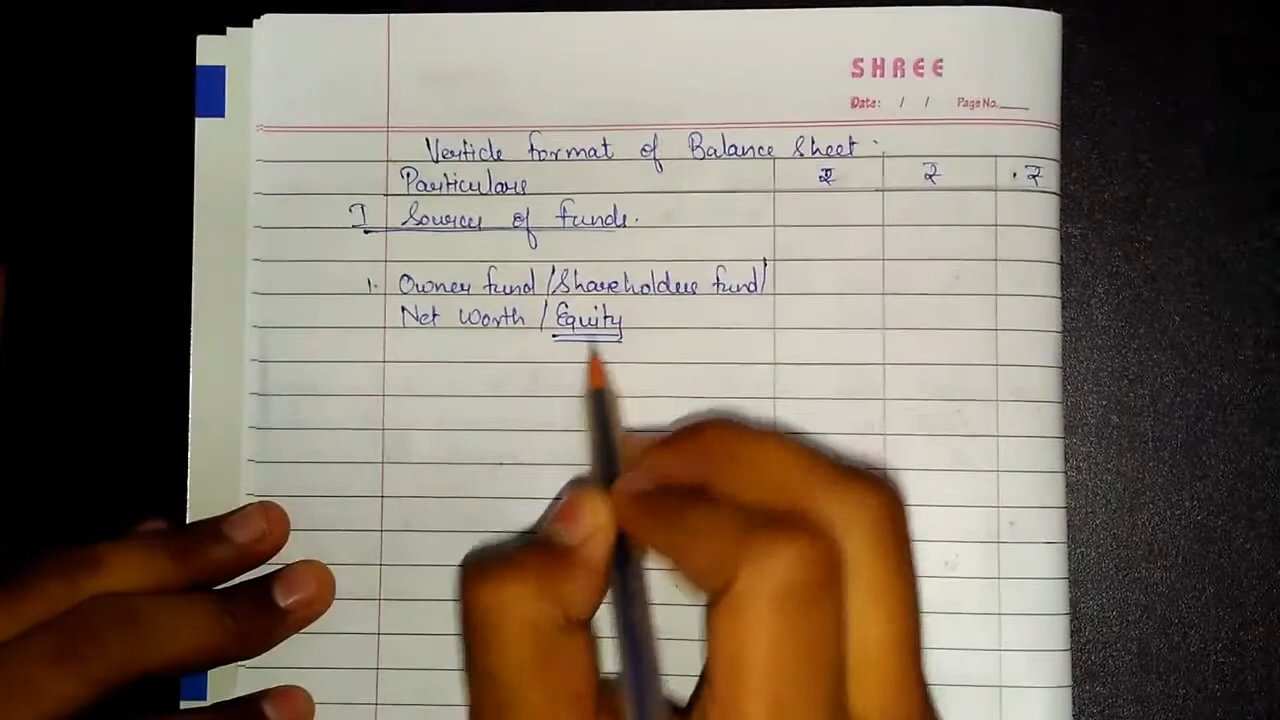 SHREE
Date: / / Page No.____
Verticle format of Balance Sheet :
Particulars ₹ ₹ ₹
I Sources of funds.
1. Owner fund /Shareholders fund/
Net Worth / Equity